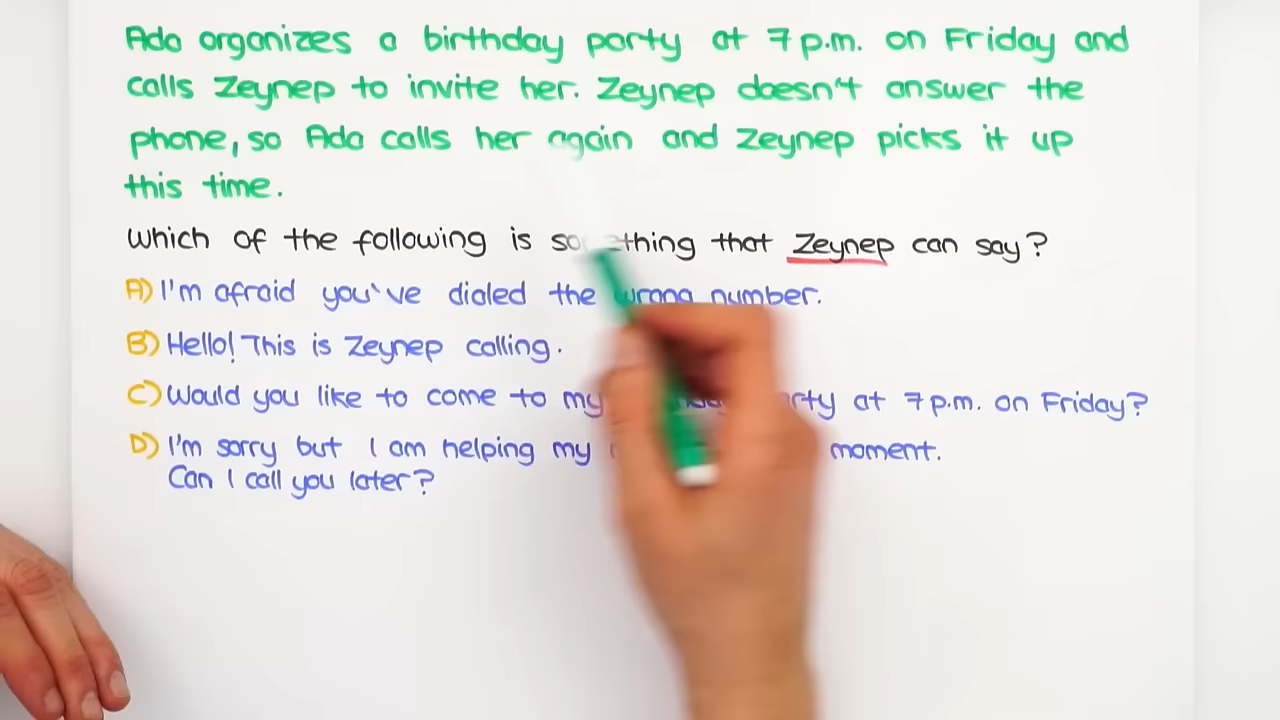 Ada organizes a birthday party at 7 p.m. on Friday and
calls Zeynep to invite her. Zeynep doesn't answer the
phone, so Ada calls her again and Zeynep picks it up
this time.
Which of the following is something that Zeynep can say?
A) I'm afraid you've dialed the wrong number.
B) Hello! This is Zeynep calling.
C) Would you like to come to my party at 7 p.m. on Friday?
D) I'm sorry but I am helping my moment.
Can I call you later?